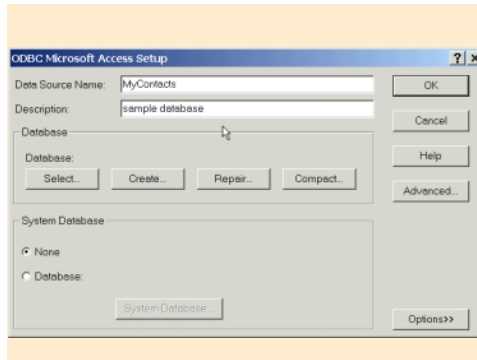 ODBC Microsoft Access Setup
Data Source Name: MyContacts
Description: sample database
Database
Database:
Select... Create... Repair... Compact...
System Database
None
Database:
System Database...
OK
Cancel
Help
Advanced...
Options>>